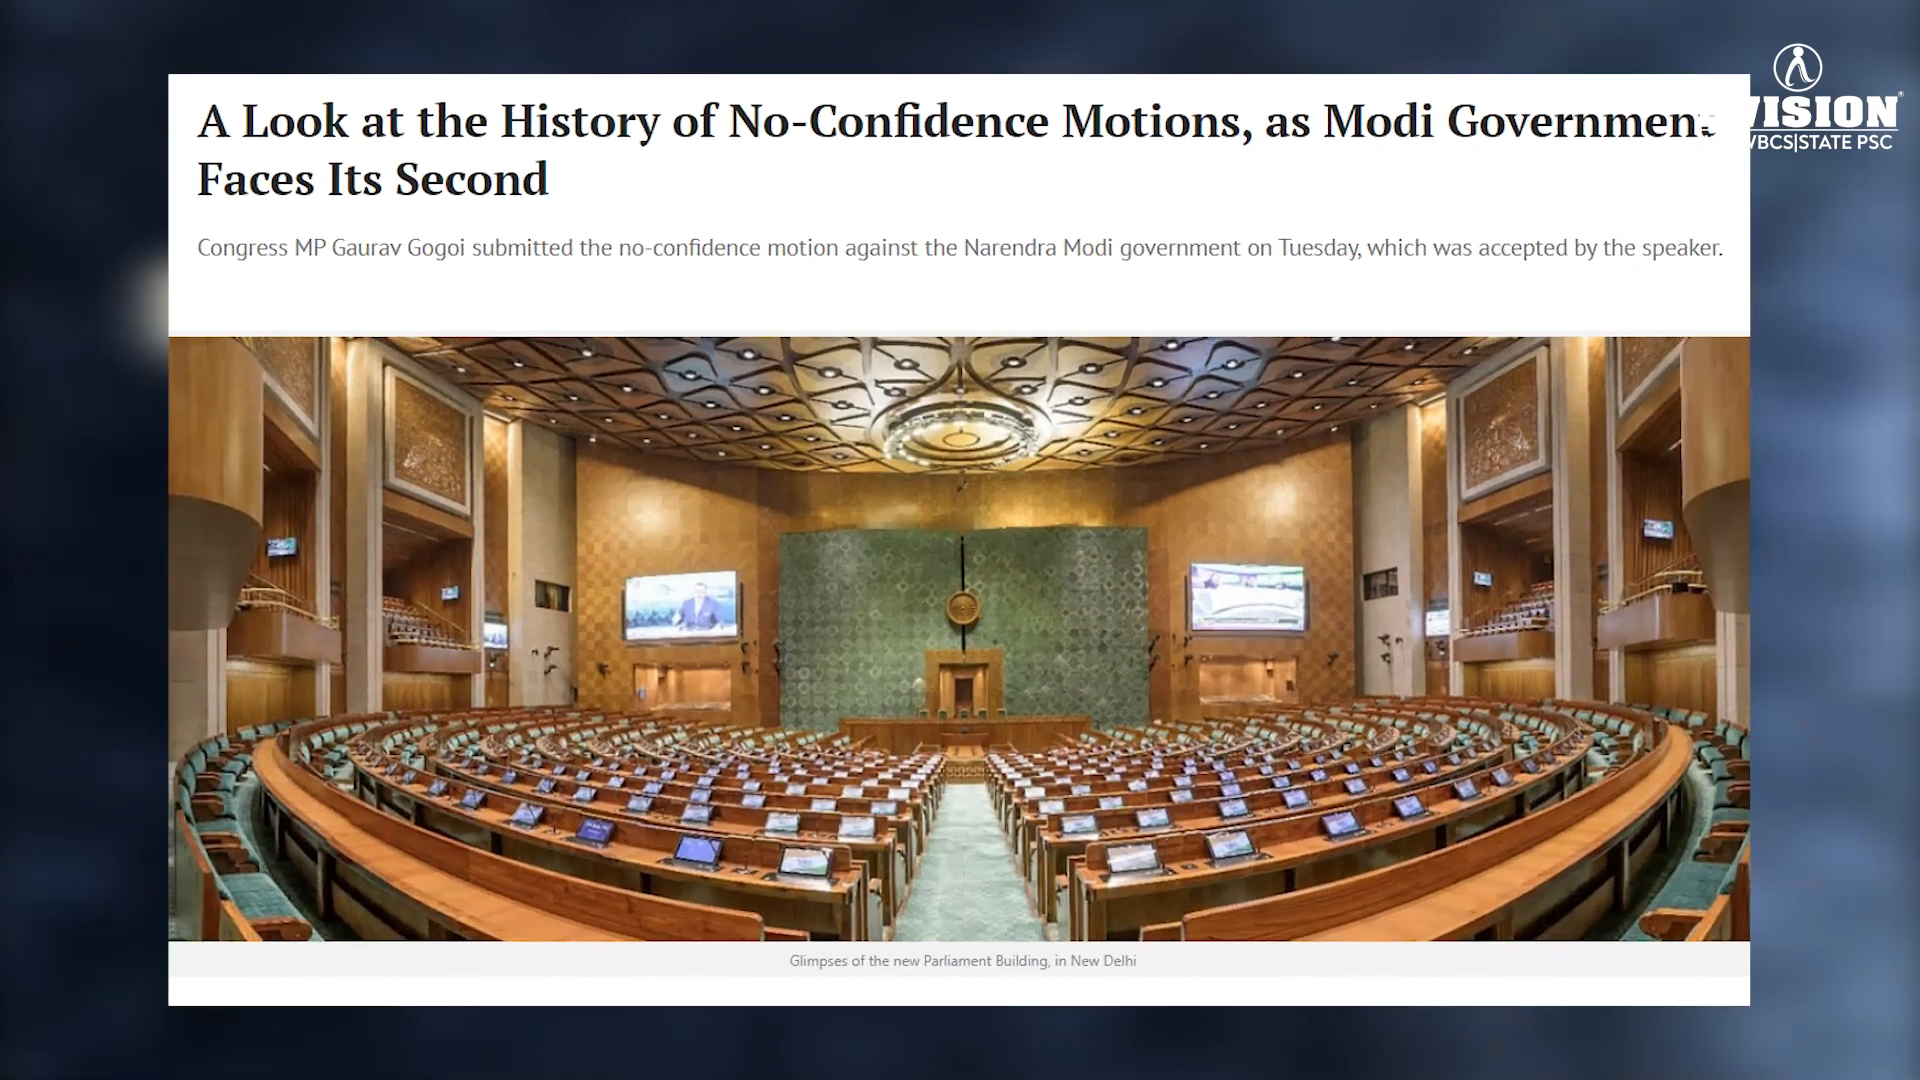 A Look at the History of No-Confidence Motions, as Modi Government
Faces Its Second
Congress MP Gaurav Gogoi submitted the no-confidence motion against the Narendra Modi government on Tuesday, which was accepted by the speaker.
Glimpses of the new Parliament Building, in New Delhi
VISION
WBCS|STATE PSC